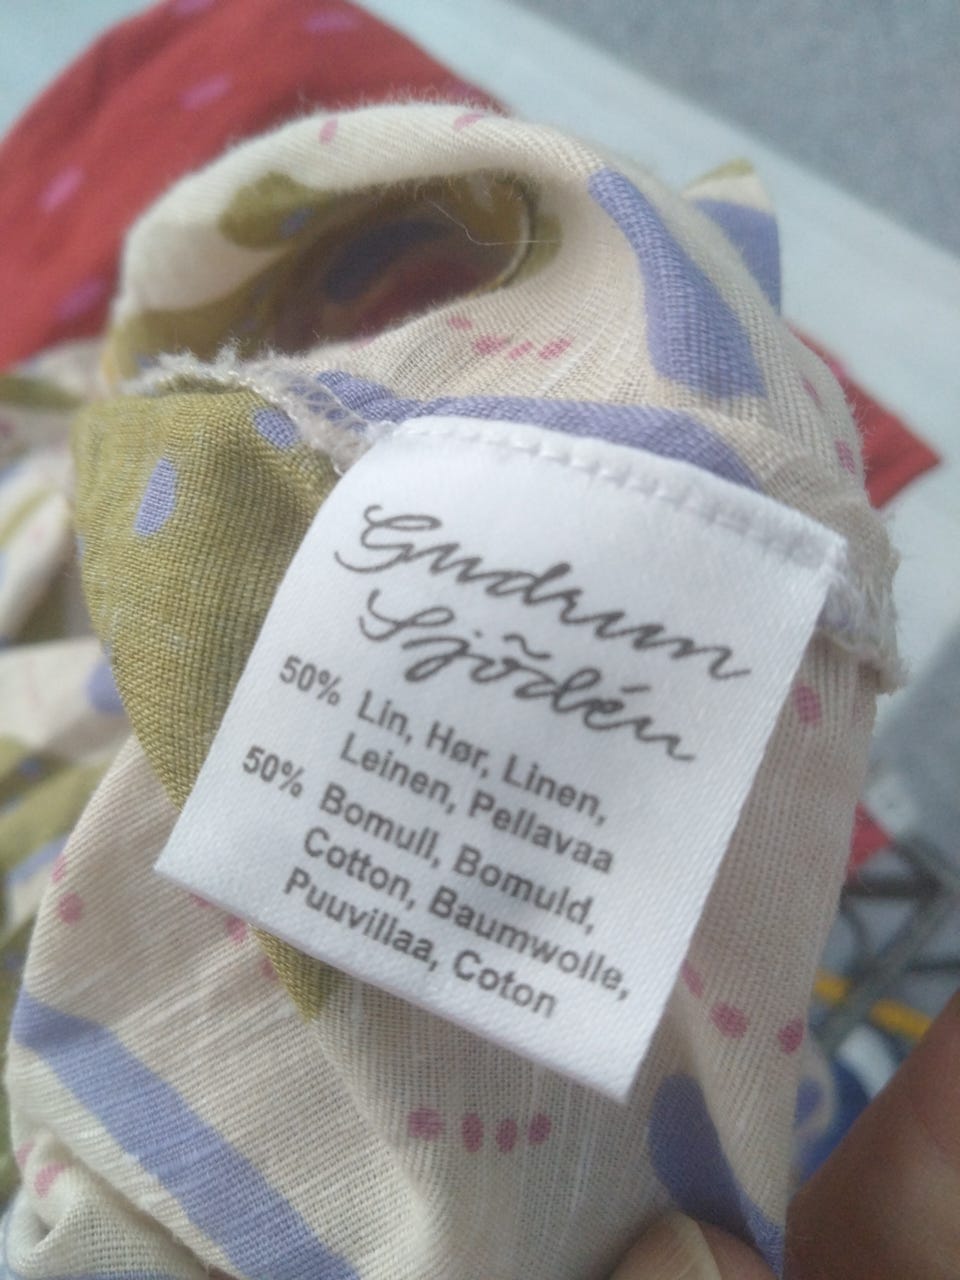 Gudrun
Sjödén
50% Lin, Hør, Linen,
Leinen, Pellavaa
50% Bomull, Bomuld,
Cotton, Baumwolle,
Puuvillaa, Coton